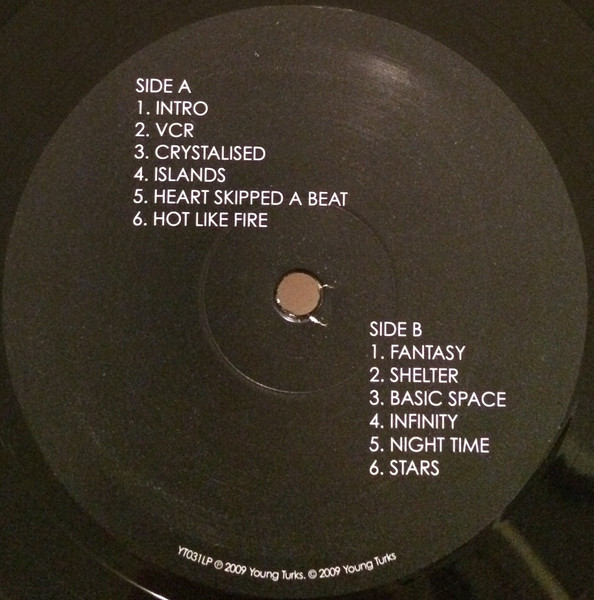 SIDE A
1. INTRO
2. VCR
3. CRYSTALISED
4. ISLANDS
5. HEART SKIPPED A BEAT
6. HOT LIKE FIRE
SIDE B
1. FANTASY
2. SHELTER
3. BASIC SPACE
4. INFINITY
5. NIGHT TIME
6. STARS
YT031LP ℗ 2009 Young Turks. © 2009 Young Turks